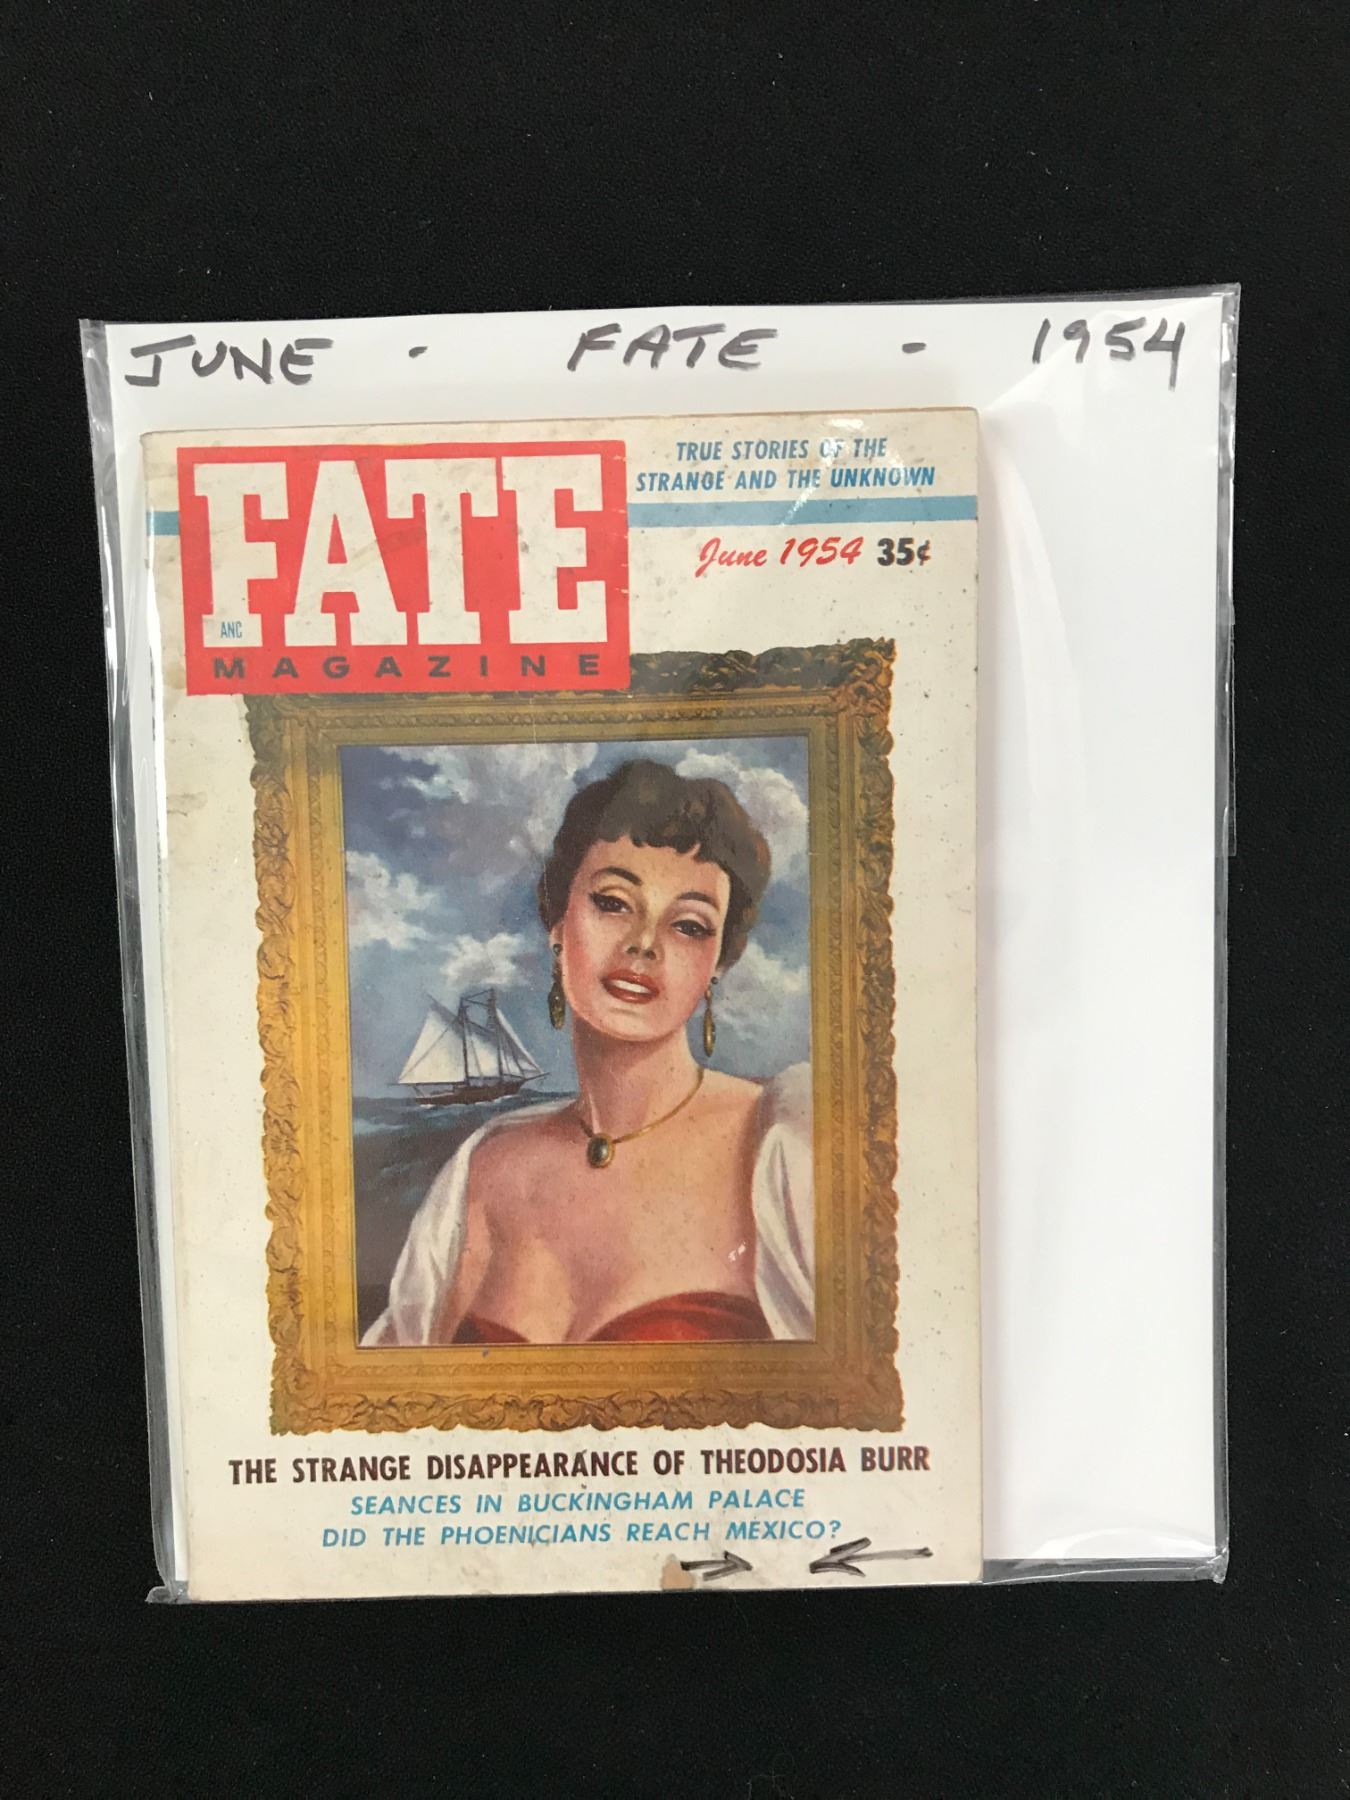 JUNE - FATE - 1954
FATE
ANC
MAGAZINE
TRUE STORIES OF THE
STRANGE AND THE UNKNOWN
June 1954 35¢
THE STRANGE DISAPPEARANCE OF THEODOSIA BURR
SEANCES IN BUCKINGHAM PALACE
DID THE PHOENICIANS REACH MEXICO?